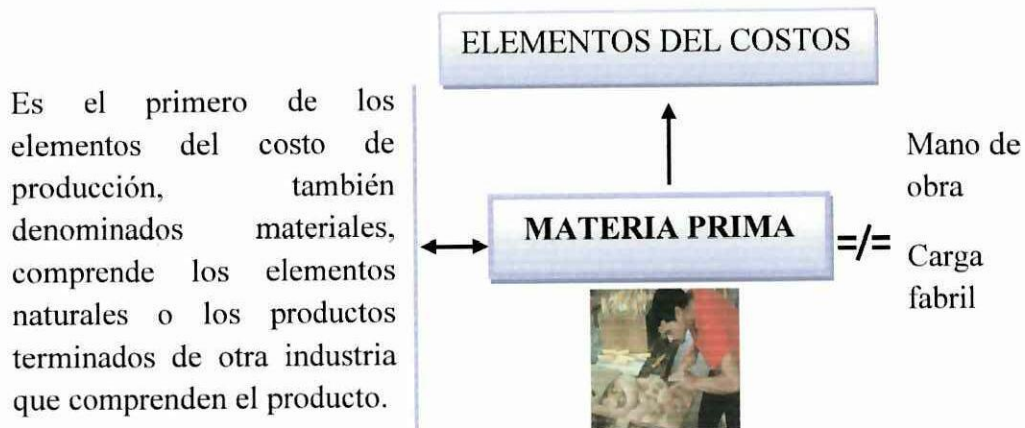 ELEMENTOS DEL COSTOS
Es el primero de los
elementos del costo de
producción, también
denominados materiales,
comprende los elementos
naturales o los productos
terminados de otra industria
que comprenden el producto.
MATERIA PRIMA
=/=
Mano de
obra
Carga
fabril